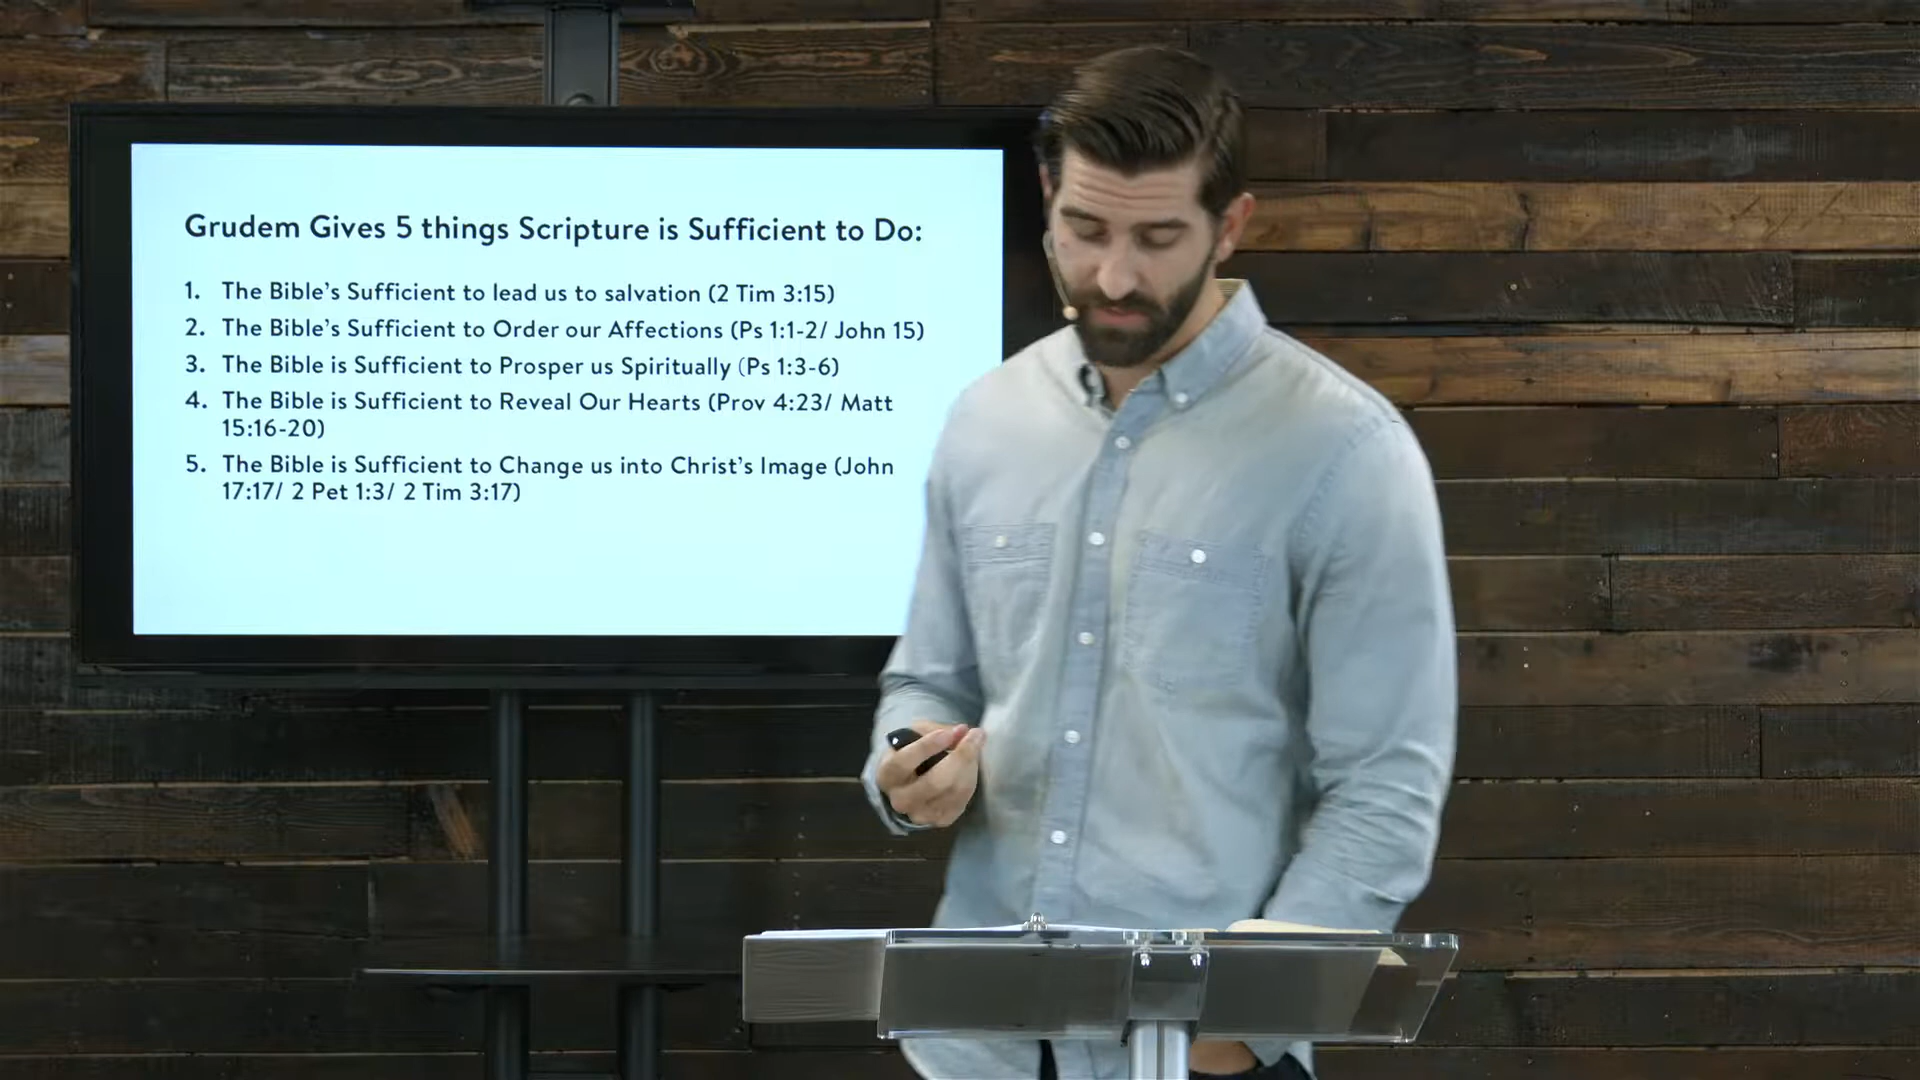 Grudem Gives 5 things Scripture is Sufficient to Do:
1. The Bible's Sufficient to lead us to salvation (2 Tim 3:15)
2. The Bible's Sufficient to Order our Affections (Ps 1:1-2/ John 15)
3. The Bible is Sufficient to Prosper us Spiritually (Ps 1:3-6)
4. The Bible is Sufficient to Reveal Our Hearts (Prov 4:23/ Matt
15:16-20)
5. The Bible is Sufficient to Change us into Christ's Image (John
17:17/ 2 Pet 1:3/ 2 Tim 3:17)